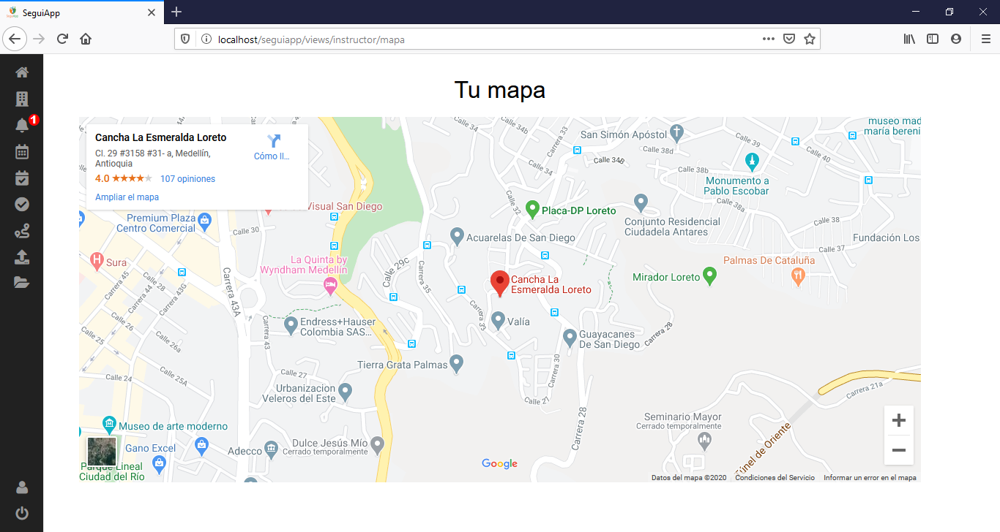 SeguiApp
localhost/seguiapp/views/instructor/mapa
1
Tu mapa
Cancha La Esmeralda Loreto
Cl. 29 #3158 #31- a, Medellín,
Antioquia
4.0
107 opiniones
Ampliar el mapa
Cómo ll...
Calle 34
Carrera 33
San Simón Apóstol
museo mad
maría bereni
Calle 39
Calle 38d
Calle 40
Calle 34B
Calle 34
Calle 38b
Monumento a
Pablo Escobar
Calle 32
Visual San Diego
Placa-DP Loreto
Premium Plaza
Centro Comercial
Calle 30
Conjunto Residencial
Ciudadela Antares
Calle 38
Acuarelas De San Diego
Fundación Los
Calle 37
Sura
La Quinta by
Wyndham Medellín
Calle 29c
Palmas De Cataluña
Carrera 45
Carrera 44
Carrera 43G
Carrera 43A
Carrera 35
Cancha La
Esmeralda Loreto
Mirador Loreto
Carrera 33
Endress+Hauser
Colombia SAS...
Valía
Carrera 43
Calle 28
Calle 26a
Guayacanes
De San Diego
Carrera 28
Tierra Grata Palmas
Carrera 30
Calle 24
Calle 25A
Calle 27
Urbanizacion
Veleros del Este
Calle 27
Carrera 21a
Carrera 28
Museo de arte moderno
Seminario Mayor
Cerrado temporalmente
Gano Excel
Adecco
Dulce Jesús Mío
Cerrado temporalmente
Túnel de Oriente
Parque Lineal
Ciudad del Río
Google
Datos del mapa ©2020
Condiciones del Servicio
Informar un error en el mapa